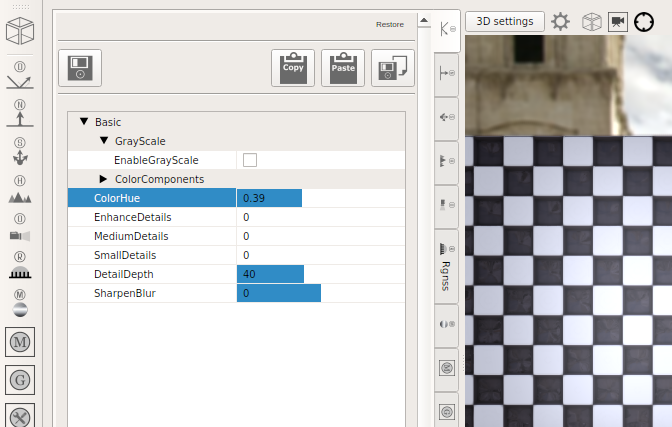 Restore
3D settings
Copy
Paste
Basic
GrayScale
EnableGrayScale
ColorComponents
ColorHue 0.39
EnhanceDetails 0
MediumDetails 0
SmallDetails 0
DetailDepth 40
SharpenBlur 0
D
N
S
H
O
R
M
M
G
Rgnss